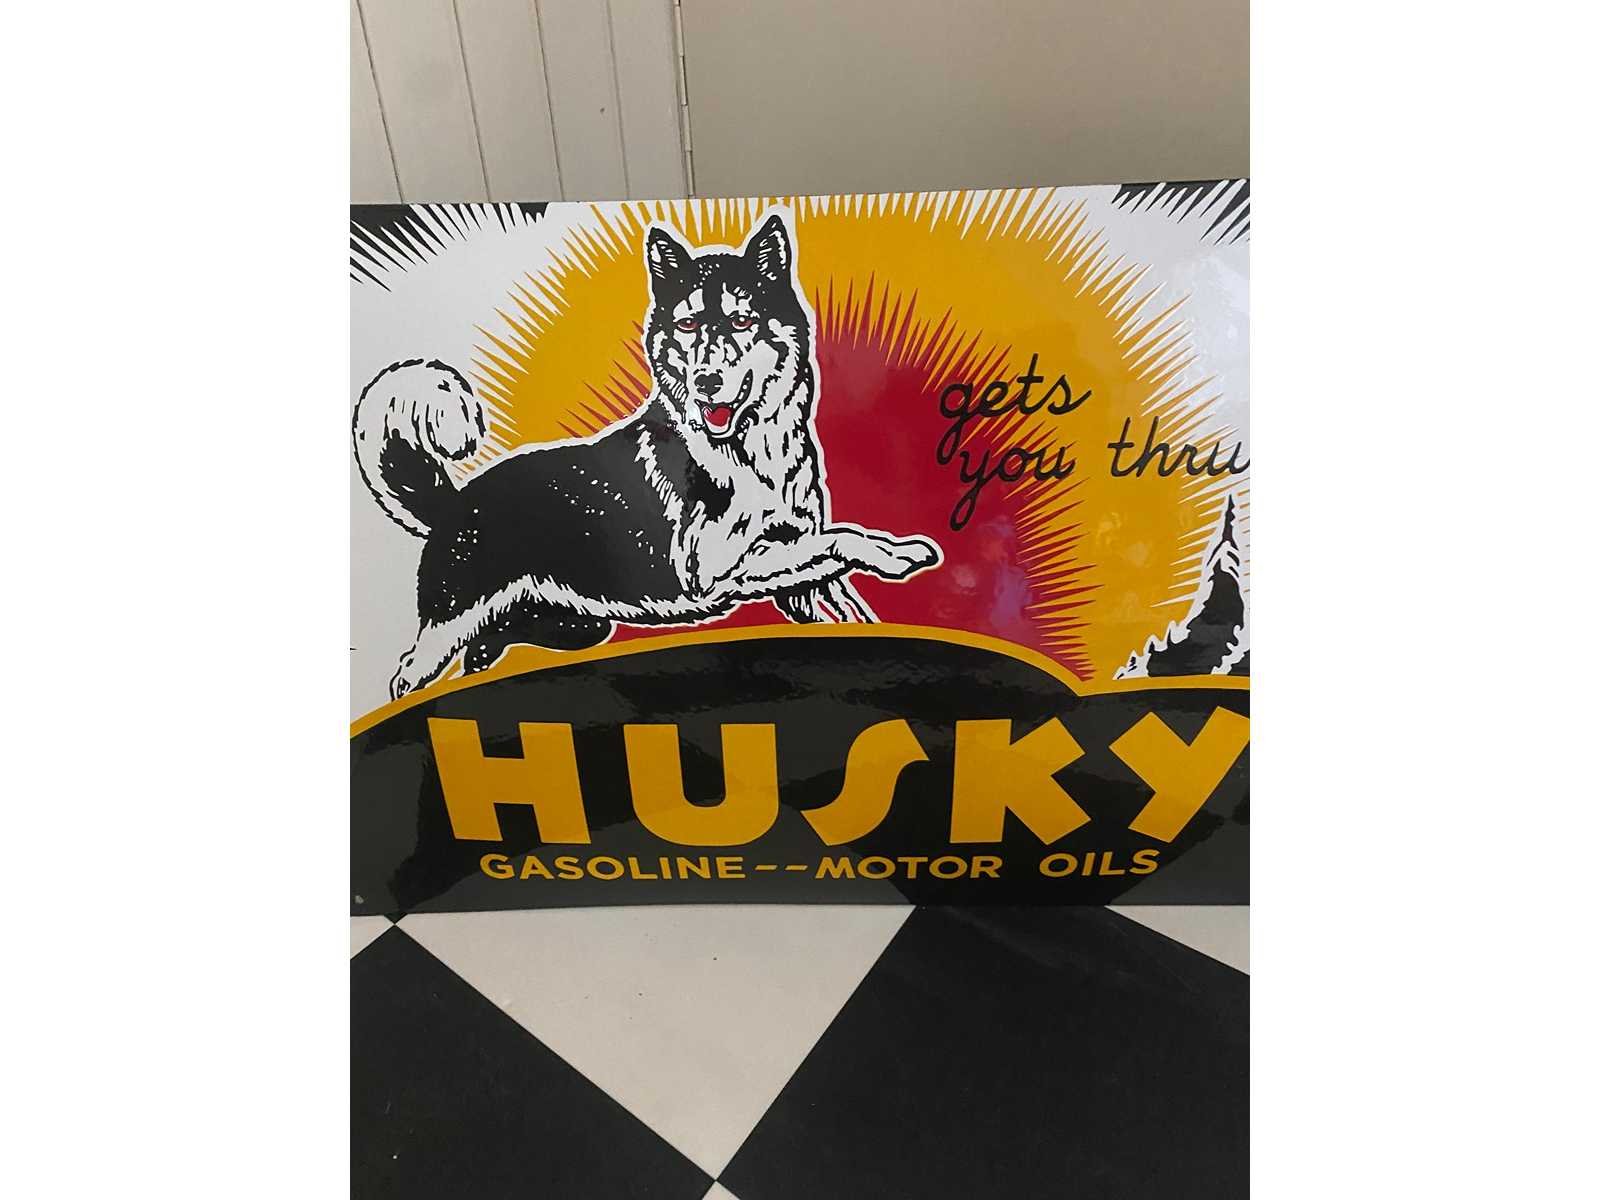 gets
you thru
HUSKY
GASOLINE--MOTOR OILS